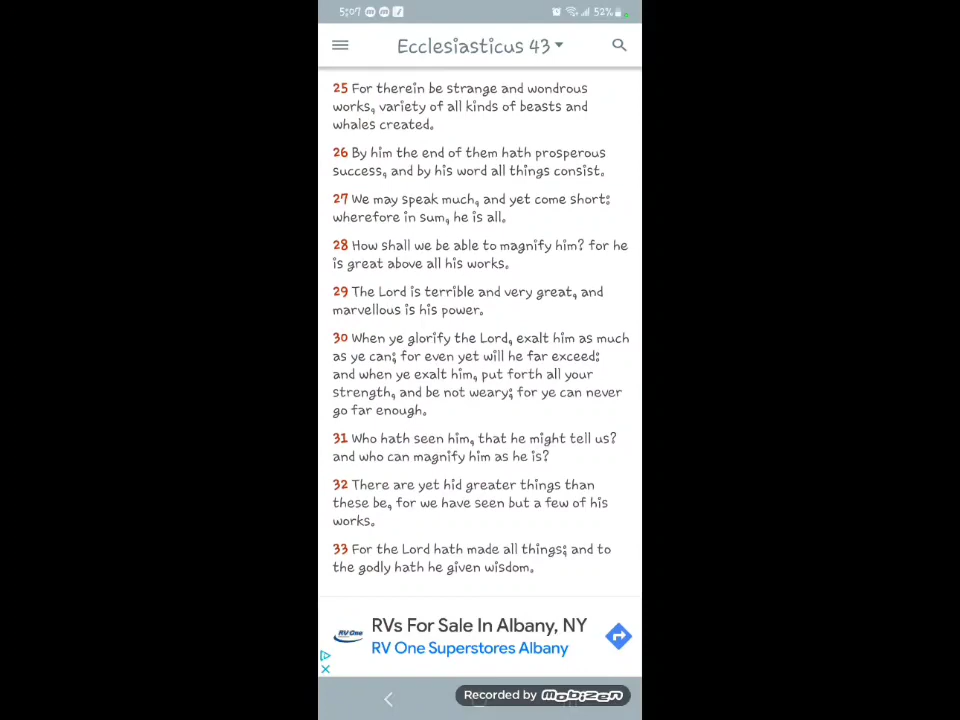 5:07
52%
Ecclesiasticus 43
25 For therein be strange and wondrous
works, variety of all kinds of beasts and
whales created.
26 By him the end of them hath prosperous
success, and by his word all things consist.
27 We may speak much, and yet come short:
wherefore in sum, he is all.
28 How shall we be able to magnify him? for he
is great above all his works.
29 The Lord is terrible and very great, and
marvellous is his power.
30 When ye glorify the Lord, exalt him as much
as ye can; for even yet will he far exceed:
and when ye exalt him, put forth all your
strength, and be not weary; for ye can never
go far enough.
31 Who hath seen him, that he might tell us?
and who can magnify him as he is?
32 There are yet hid greater things than
these be, for we have seen but a few of his
works.
33 For the Lord hath made all things; and to
the godly hath he given wisdom.
RV One
RVs For Sale In Albany, NY
RV One Superstores Albany
Recorded by mobizen